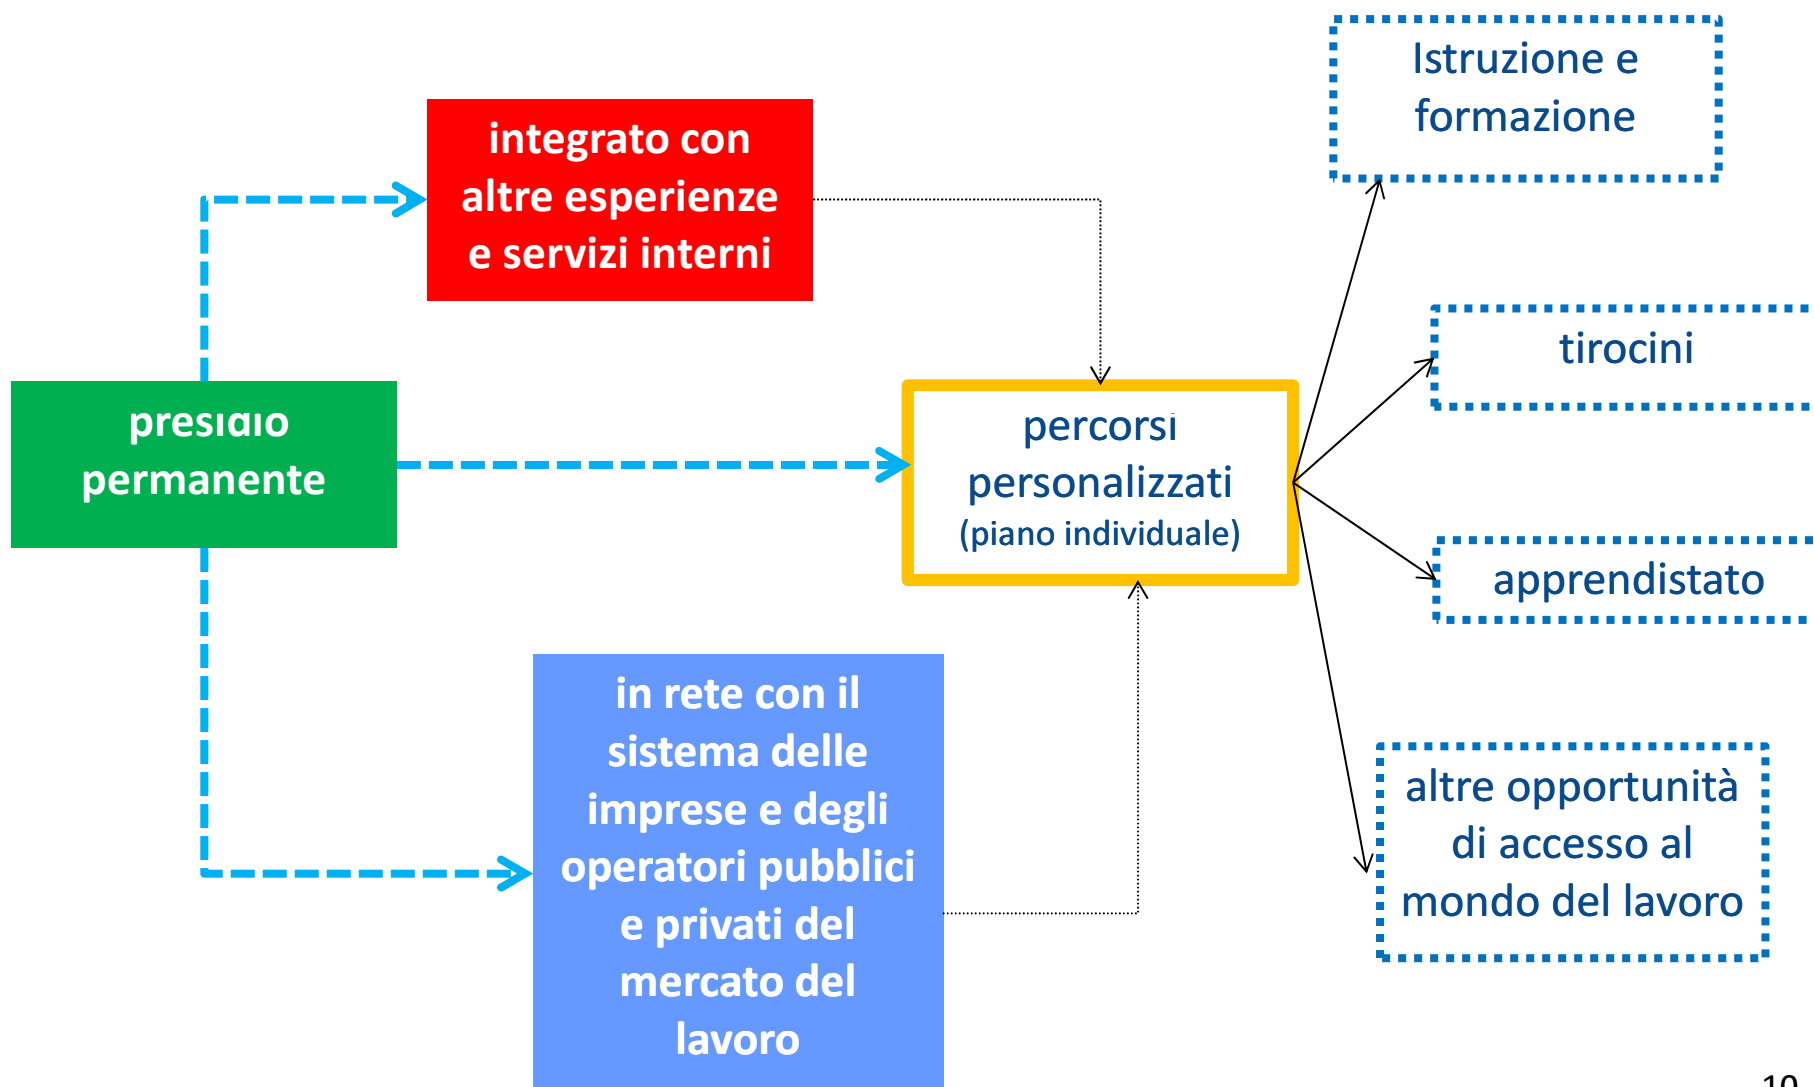 Istruzione e
formazione
integrato con
altre esperienze
e servizi interni
tirocini
presidio
permanente
percorsi
personalizzati
(piano individuale)
apprendistato
in rete con il
sistema delle
imprese e degli
operatori pubblici
e privati del
mercato del
lavoro
altre opportunità
di accesso al
mondo del lavoro
10